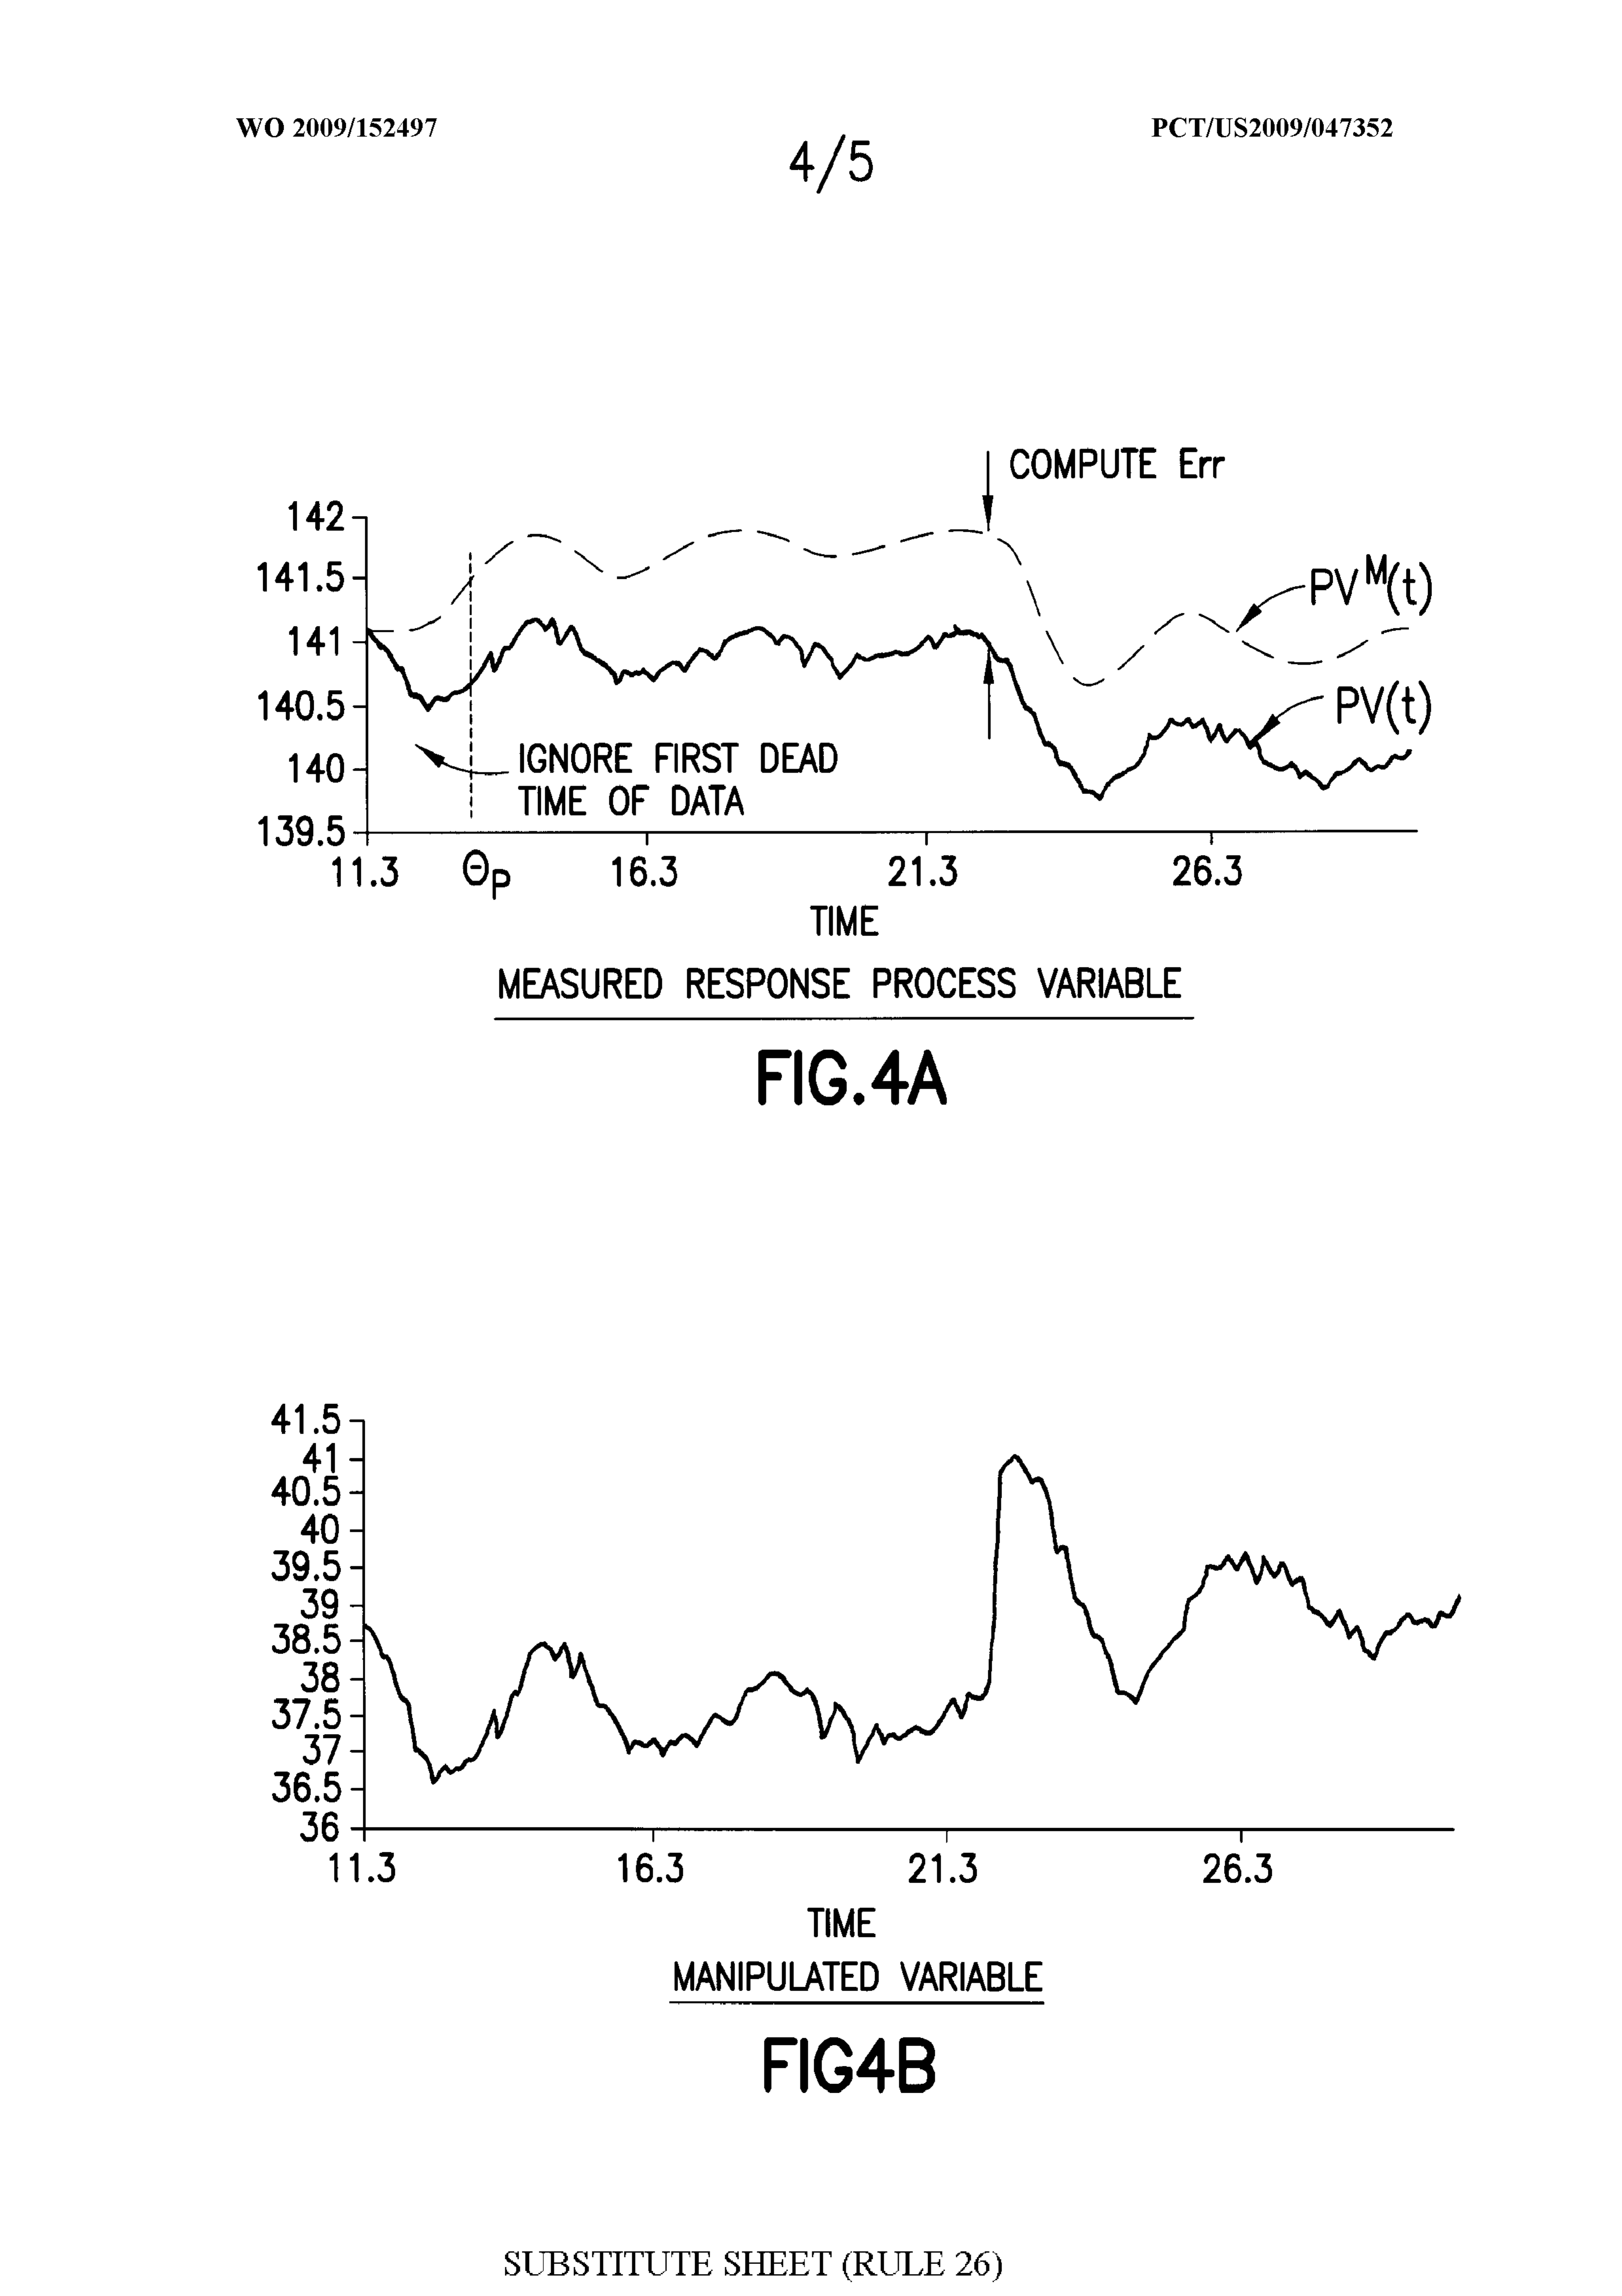 WO 2009/152497
PCT/US2009/047352
4/5
COMPUTE Err
142
141.5
141
140.5
140
139.5
PVᴹ(t)
PV(t)
IGNORE FIRST DEAD
TIME OF DATA
11.3
ΘP
16.3
21.3
26.3
TIME
MEASURED RESPONSE PROCESS VARIABLE
FIG.4A
41.5
41
40.5
40
39.5
39
38.5
38
37.5
37
36.5
36
11.3
16.3
21.3
26.3
TIME
MANIPULATED VARIABLE
FIG4B
SUBSTITUTE SHEET (RULE 26)